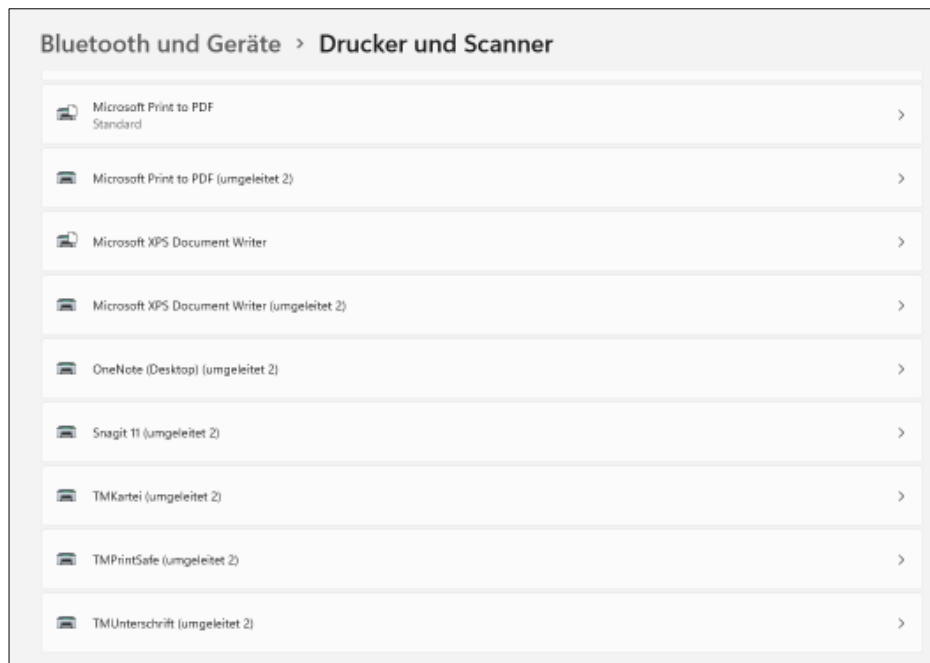 Bluetooth und Geräte > Drucker und Scanner
Microsoft Print to PDF
Standard
Microsoft Print to PDF (umgeleitet 2)
Microsoft XPS Document Writer
Microsoft XPS Document Writer (umgeleitet 2)
OneNote (Desktop) (umgeleitet 2)
Snagit 11 (umgeleitet 2)
TMKartei (umgeleitet 2)
TMPrintSafe (umgeleitet 2)
TMUnterschrift (umgeleitet 2)